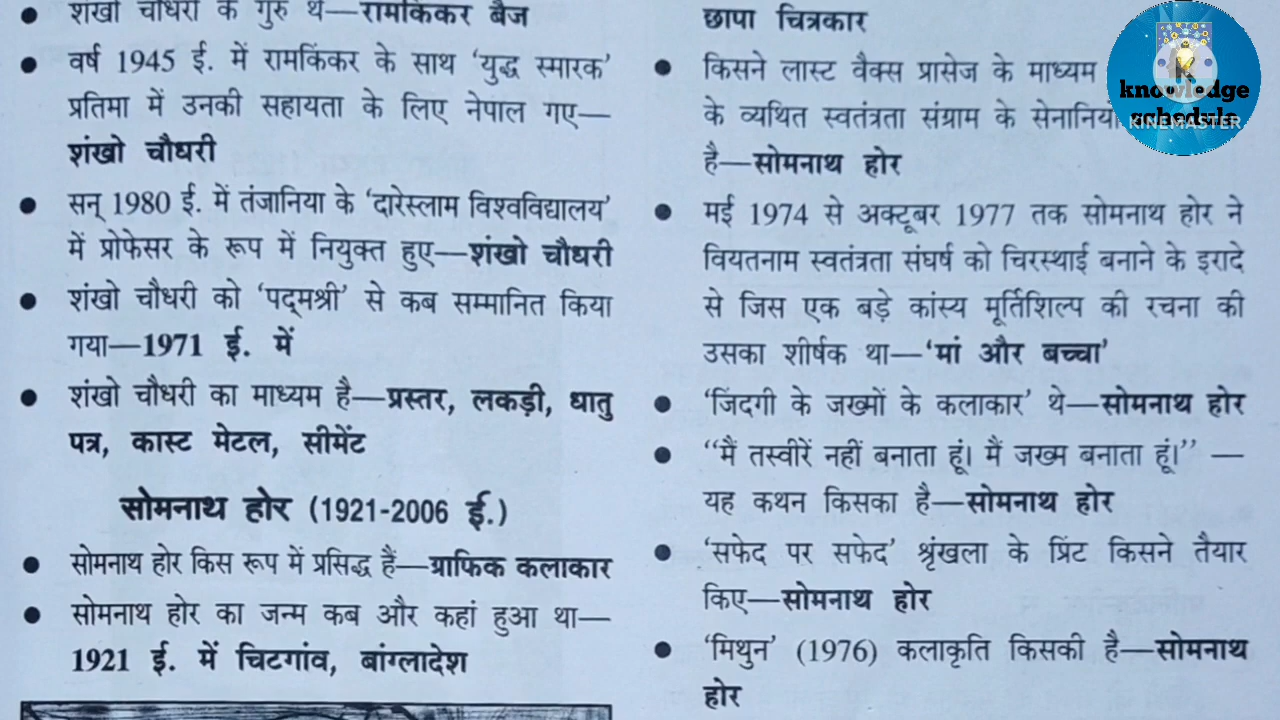 शंखो चौधरी के गुरु थे—रामकिंकर बैज
वर्ष 1945 ई. में रामकिंकर के साथ ‘युद्ध स्मारक’
प्रतिमा में उनकी सहायता के लिए नेपाल गए—
शंखो चौधरी
सन् 1980 ई. में तंजानिया के ‘दारेस्लाम विश्वविद्यालय’
में प्रोफेसर के रूप में नियुक्त हुए—शंखो चौधरी
शंखो चौधरी को ‘पद्मश्री’ से कब सम्मानित किया
गया—1971 ई. में
शंखो चौधरी का माध्यम है—प्रस्तर, लकड़ी, धातु
पत्र, कास्ट मेटल, सीमेंट
सोमनाथ होर (1921-2006 ई.)
सोमनाथ होर किस रूप में प्रसिद्ध हैं—ग्राफिक कलाकार
सोमनाथ होर का जन्म कब और कहां हुआ था—
1921 ई. में चिटगांव, बांग्लादेश
छापा चित्रकार
किसने लास्ट वैक्स प्रासेज के माध्यम
के व्यथित स्वतंत्रता संग्राम के सेनानियों
है—सोमनाथ होर
मई 1974 से अक्टूबर 1977 तक सोमनाथ होर ने
वियतनाम स्वतंत्रता संघर्ष को चिरस्थाई बनाने के इरादे
से जिस एक बड़े कांस्य मूर्तिशिल्प की रचना की
उसका शीर्षक था—‘मां और बच्चा’
‘जिंदगी के जख्मों के कलाकार’ थे—सोमनाथ होर
‘‘मैं तस्वीरें नहीं बनाता हूं। मैं जख्म बनाता हूं।’’ —
यह कथन किसका है—सोमनाथ होर
‘सफेद पर सफेद’ श्रृंखला के प्रिंट किसने तैयार
किए—सोमनाथ होर
‘मिथुन’ (1976) कलाकृति किसकी है—सोमनाथ
होर
knowledge
schedule
KINEMASTER